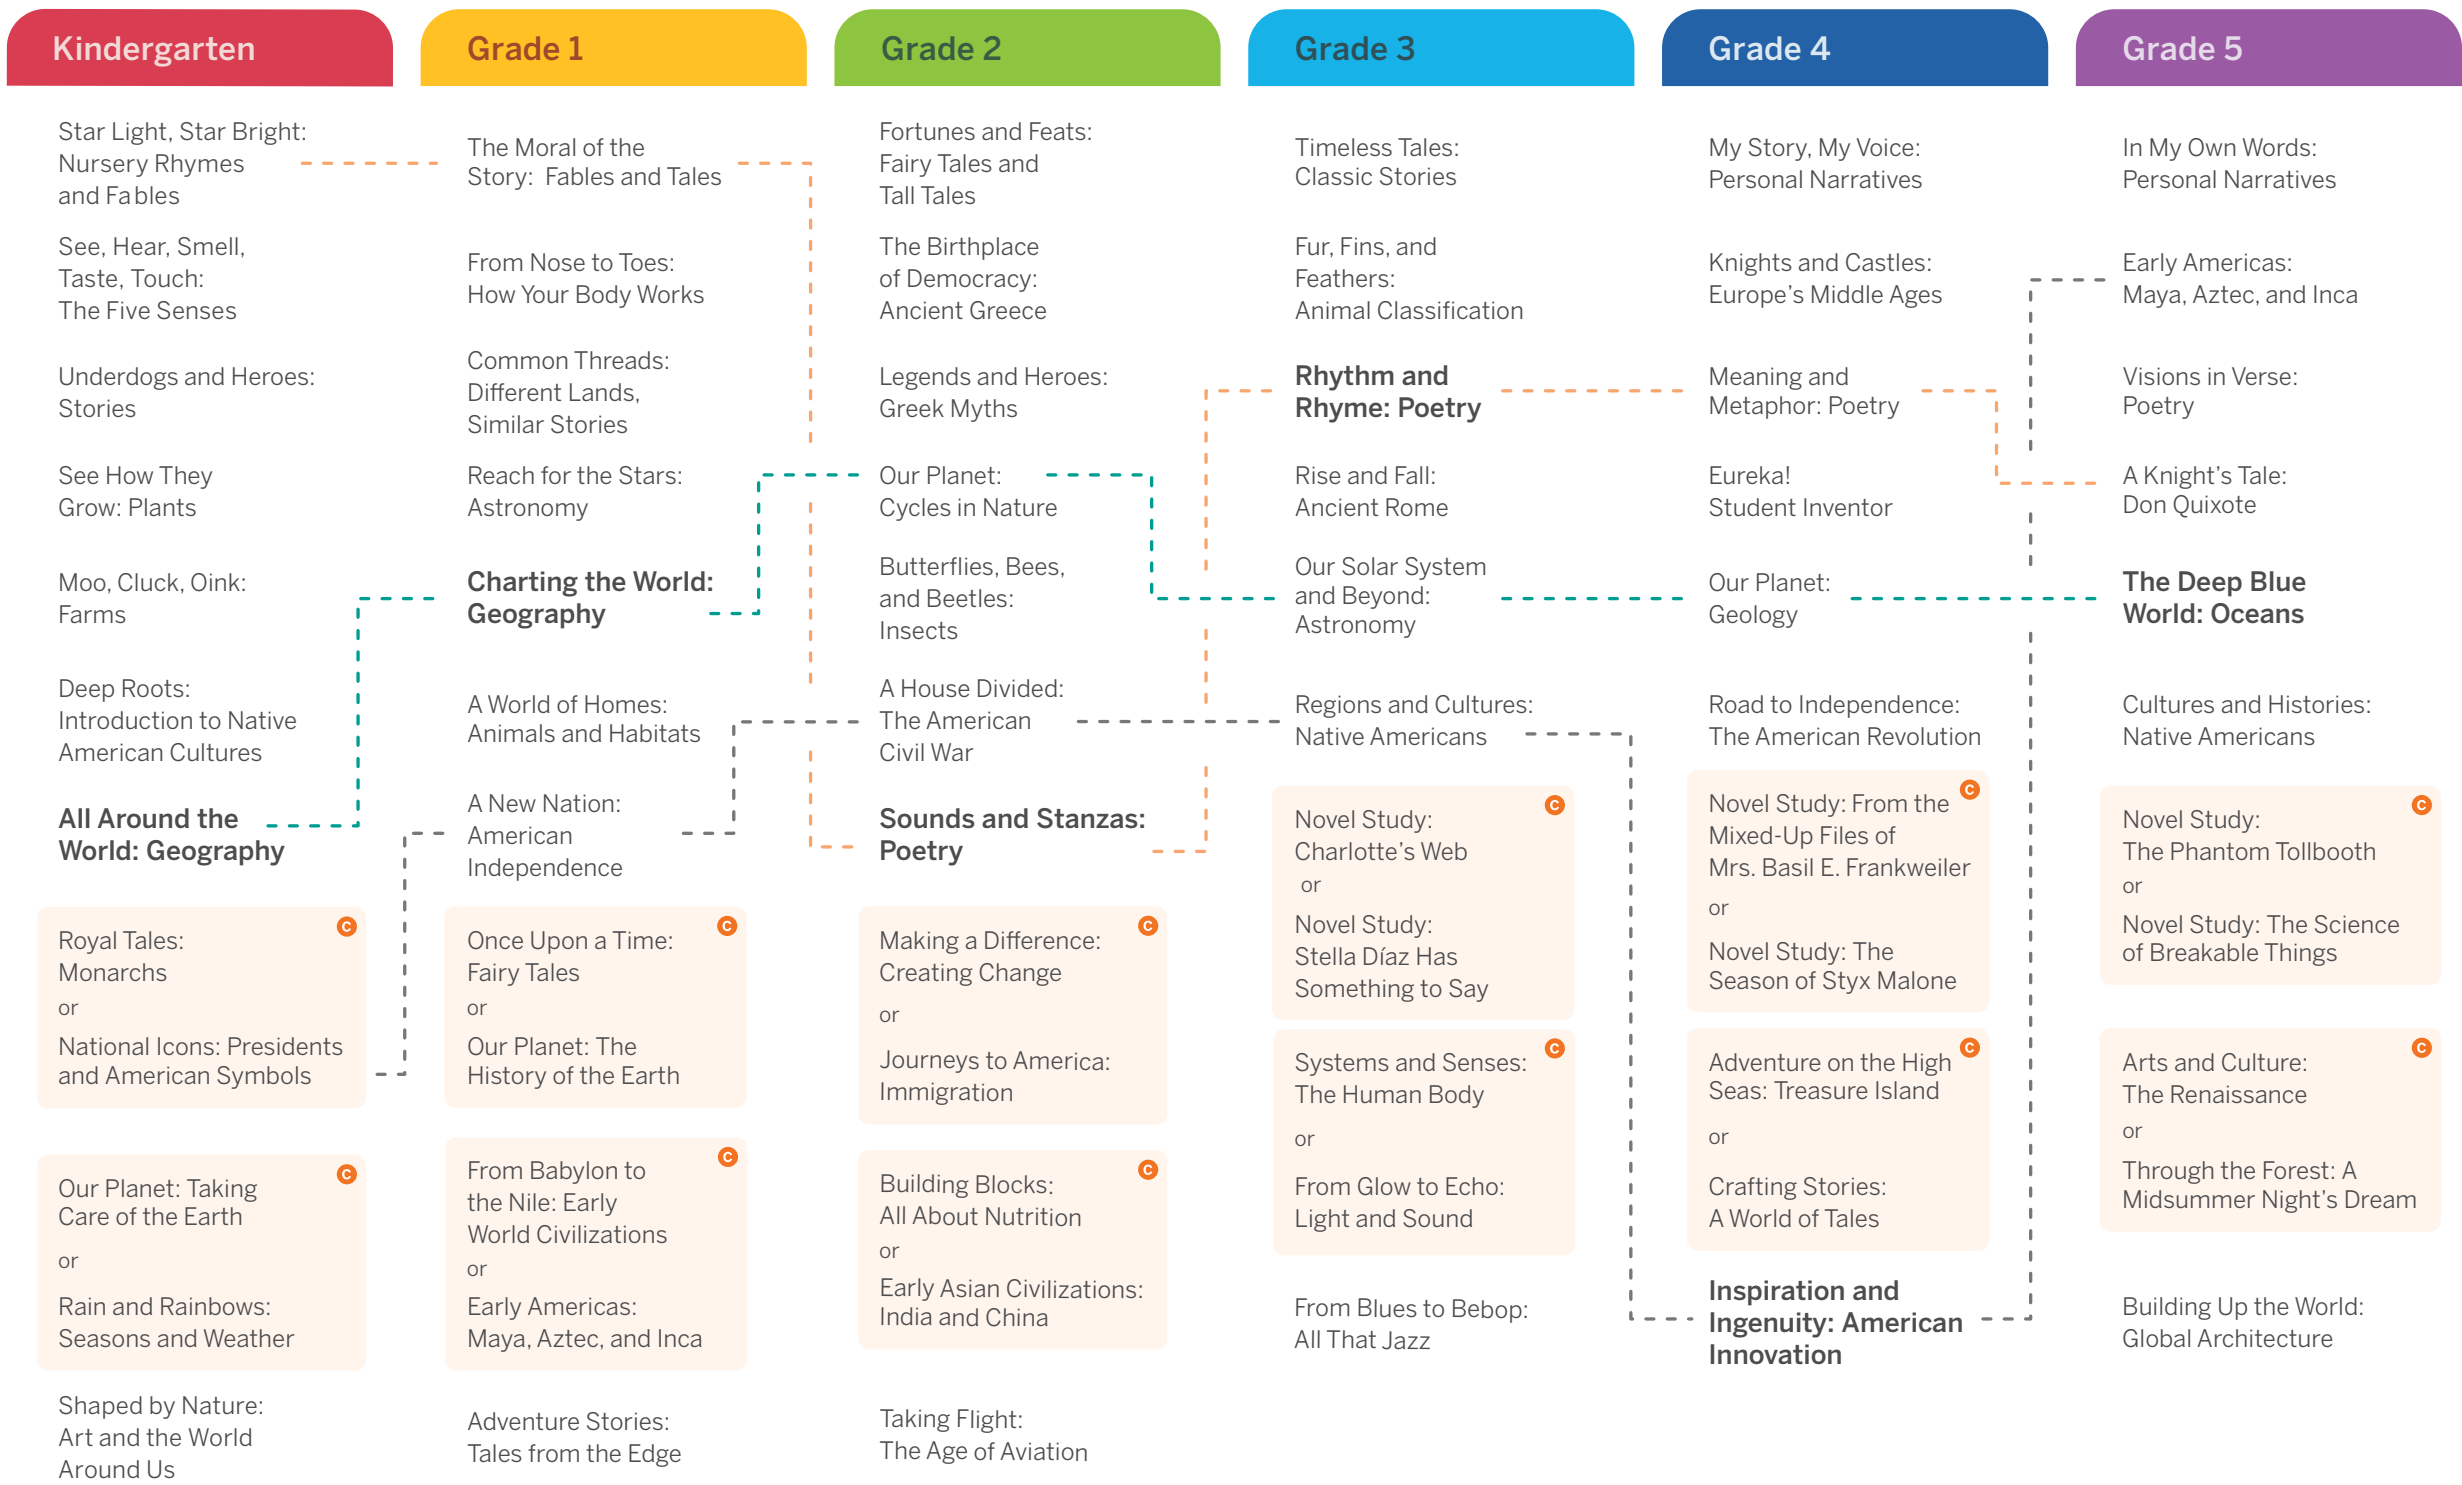 Kindergarten
Star Light, Star Bright:
Nursery Rhymes
and Fables
See, Hear, Smell,
Taste, Touch:
The Five Senses
Underdogs and Heroes:
Stories
See How They
Grow: Plants
Moo, Cluck, Oink:
Farms
Deep Roots:
Introduction to Native
American Cultures
All Around the
World: Geography
C
Royal Tales:
Monarchs
or
National Icons: Presidents
and American Symbols
C
Our Planet: Taking
Care of the Earth
or
Rain and Rainbows:
Seasons and Weather
Shaped by Nature:
Art and the World
Around Us
Grade 1
The Moral of the
Story: Fables and Tales
From Nose to Toes:
How Your Body Works
Common Threads:
Different Lands,
Similar Stories
Reach for the Stars:
Astronomy
Charting the World:
Geography
A World of Homes:
Animals and Habitats
A New Nation:
American
Independence
C
Once Upon a Time:
Fairy Tales
or
Our Planet: The
History of the Earth
C
From Babylon to
the Nile: Early
World Civilizations
or
Early Americas:
Maya, Aztec, and Inca
Adventure Stories:
Tales from the Edge
Grade 2
Fortunes and Feats:
Fairy Tales and
Tall Tales
The Birthplace
of Democracy:
Ancient Greece
Legends and Heroes:
Greek Myths
Our Planet:
Cycles in Nature
Butterflies, Bees,
and Beetles:
Insects
A House Divided:
The American
Civil War
Sounds and Stanzas:
Poetry
C
Making a Difference:
Creating Change
or
Journeys to America:
Immigration
C
Building Blocks:
All About Nutrition
or
Early Asian Civilizations:
India and China
Taking Flight:
The Age of Aviation
Grade 3
Timeless Tales:
Classic Stories
Fur, Fins, and
Feathers:
Animal Classification
Rhythm and
Rhyme: Poetry
Rise and Fall:
Ancient Rome
Our Solar System
and Beyond:
Astronomy
Regions and Cultures:
Native Americans
C
Novel Study:
Charlotte's Web
or
Novel Study:
Stella Díaz Has
Something to Say
C
Systems and Senses:
The Human Body
or
From Glow to Echo:
Light and Sound
From Blues to Bebop:
All That Jazz
Grade 4
My Story, My Voice:
Personal Narratives
Knights and Castles:
Europe's Middle Ages
Meaning and
Metaphor: Poetry
Eureka!
Student Inventor
Our Planet:
Geology
Road to Independence:
The American Revolution
C
Novel Study: From the
Mixed-Up Files of
Mrs. Basil E. Frankweiler
or
Novel Study: The
Season of Styx Malone
C
Adventure on the High
Seas: Treasure Island
or
Crafting Stories:
A World of Tales
Inspiration and
Ingenuity: American
Innovation
Grade 5
In My Own Words:
Personal Narratives
Early Americas:
Maya, Aztec, and Inca
Visions in Verse:
Poetry
A Knight's Tale:
Don Quixote
The Deep Blue
World: Oceans
Cultures and Histories:
Native Americans
C
Novel Study:
The Phantom Tollbooth
or
Novel Study: The Science
of Breakable Things
C
Arts and Culture:
The Renaissance
or
Through the Forest: A
Midsummer Night's Dream
Building Up the World:
Global Architecture